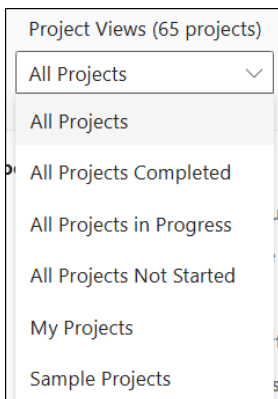 Project Views (65 projects)
All Projects
All Projects
All Projects Completed
All Projects in Progress
All Projects Not Started
My Projects
Sample Projects